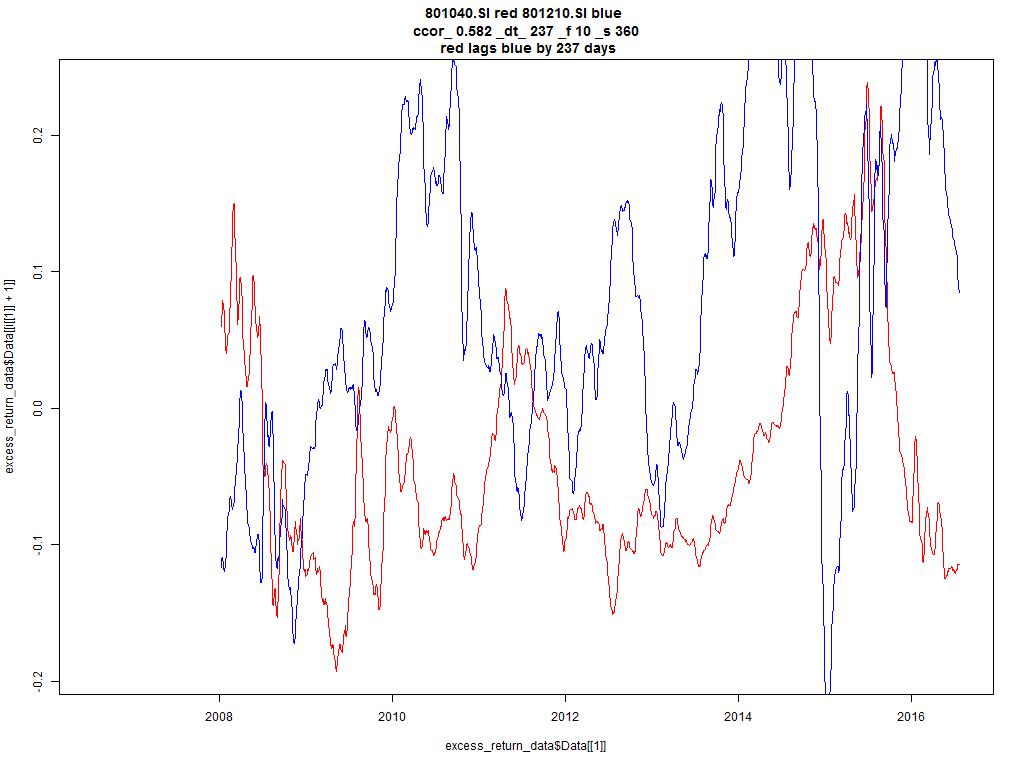 801040.SI red 801210.SI blue
ccor_ 0.582 _dt_ 237 _f 10 _s 360
red lags blue by 237 days
0.2
0.1
0.0
-0.1
-0.2
excess_return_data$Data[[i[[1]] + 1]]
2008 2010 2012 2014 2016
excess_return_data$Data[[1]]